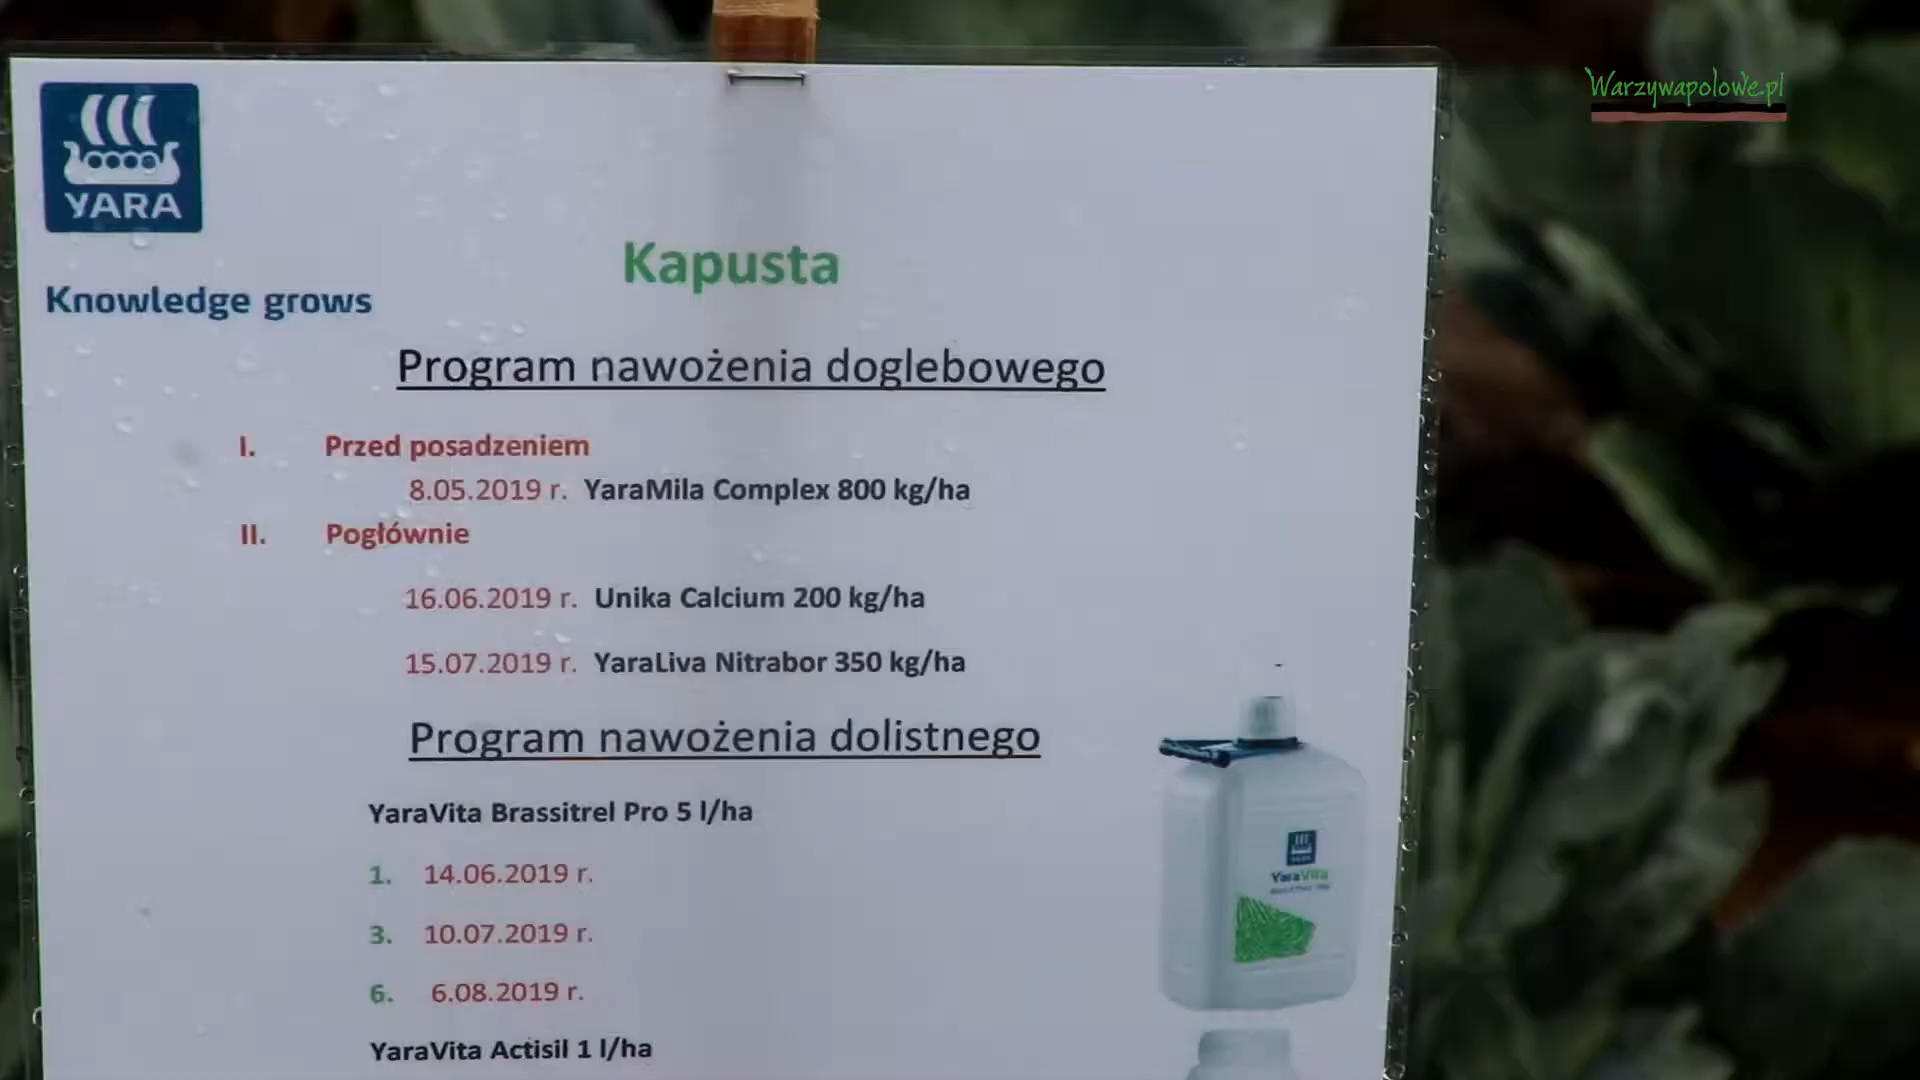 Warzywapolowe.pl
YARA
Knowledge grows
Kapusta
Program nawożenia doglebowego
I. Przed posadzeniem
8.05.2019 r. YaraMila Complex 800 kg/ha
II. Pogłównie
16.06.2019 r. Unika Calcium 200 kg/ha
15.07.2019 r. YaraLiva Nitrabor 350 kg/ha
Program nawożenia dolistnego
YaraVita Brassitrel Pro 5 l/ha
1. 14.06.2019 r.
3. 10.07.2019 r.
6. 6.08.2019 r.
YaraVita Actisil 1 l/ha
YaraVita